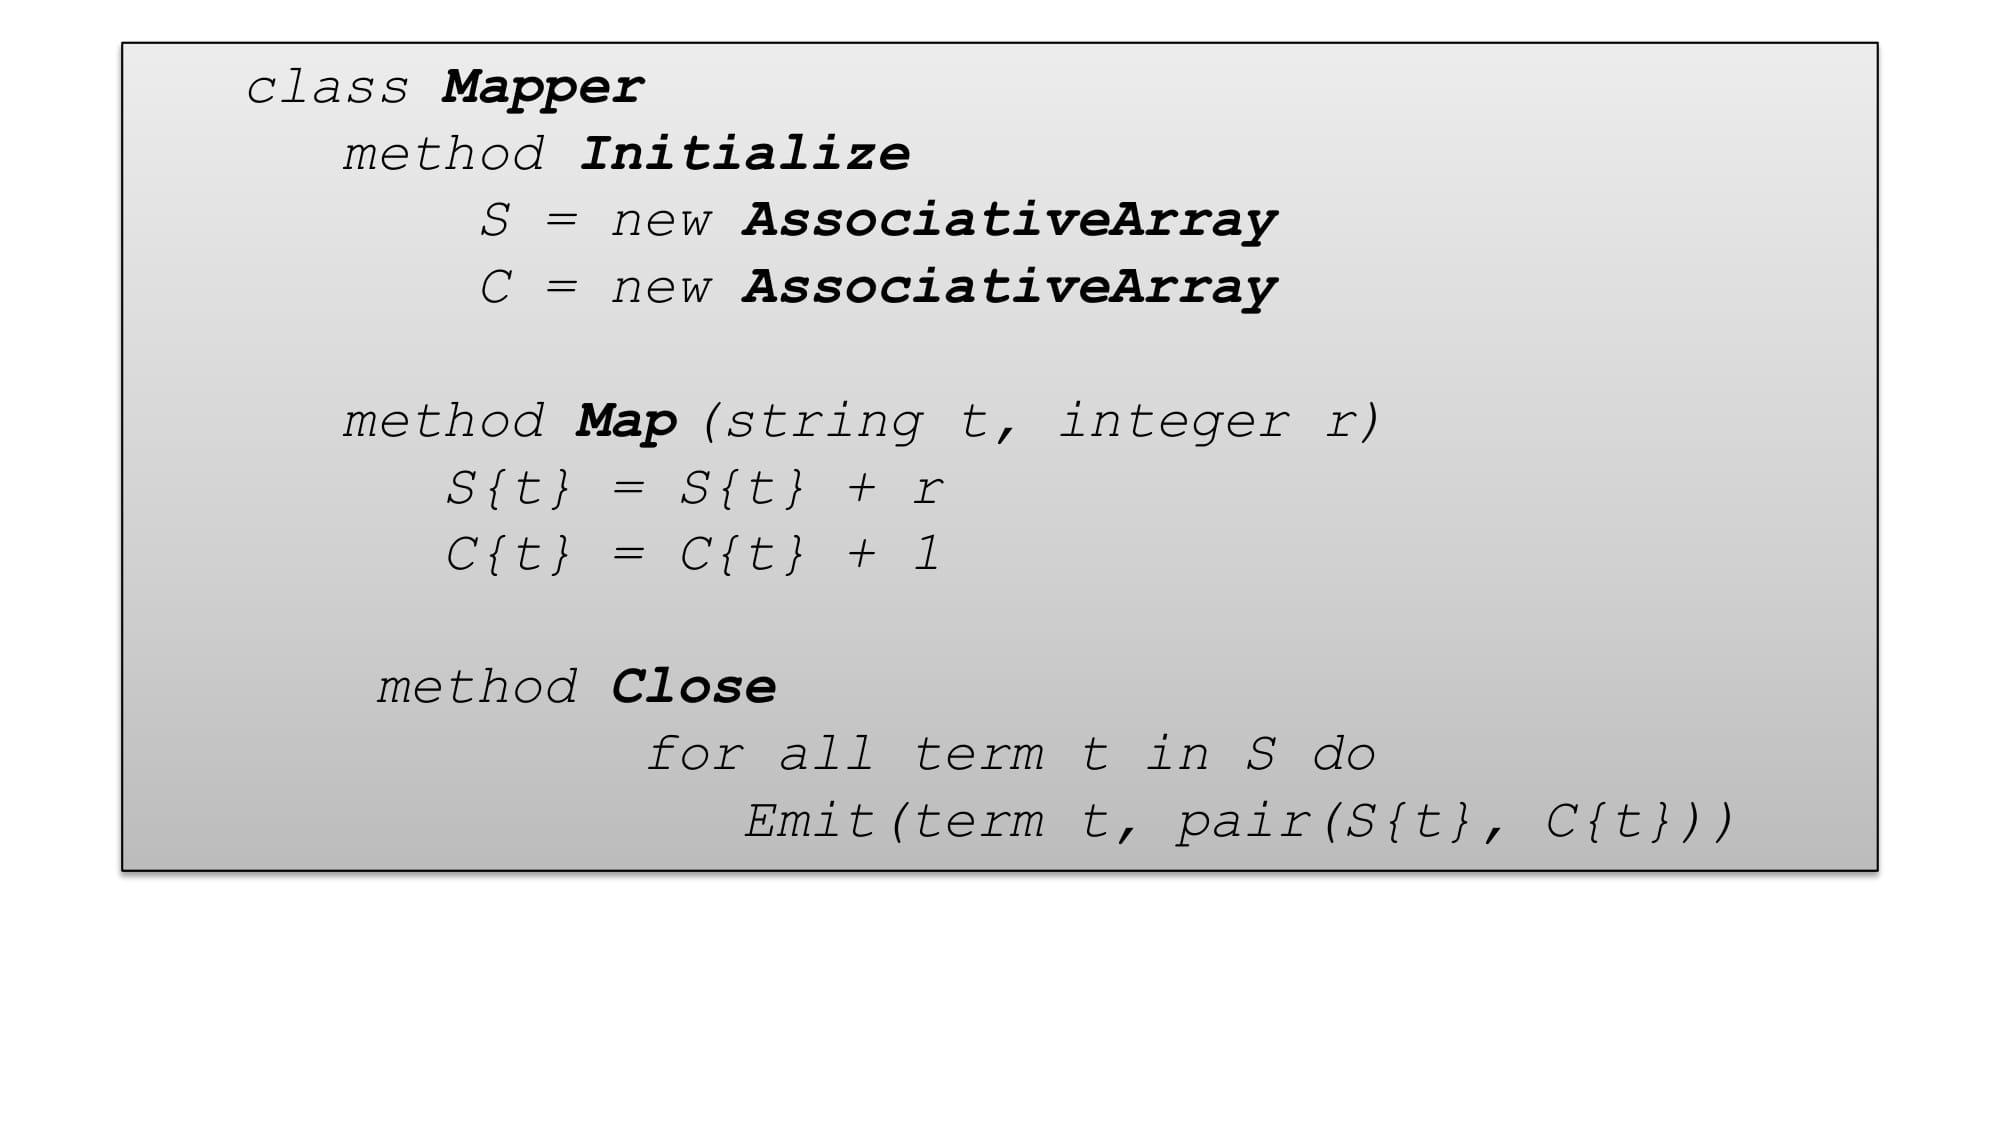 class Mapper
method Initialize
S = new AssociativeArray
C = new AssociativeArray
method Map (string t, integer r)
S{t} = S{t} + r
C{t} = C{t} + 1
method Close
for all term t in S do
Emit(term t, pair(S{t}, C{t}))